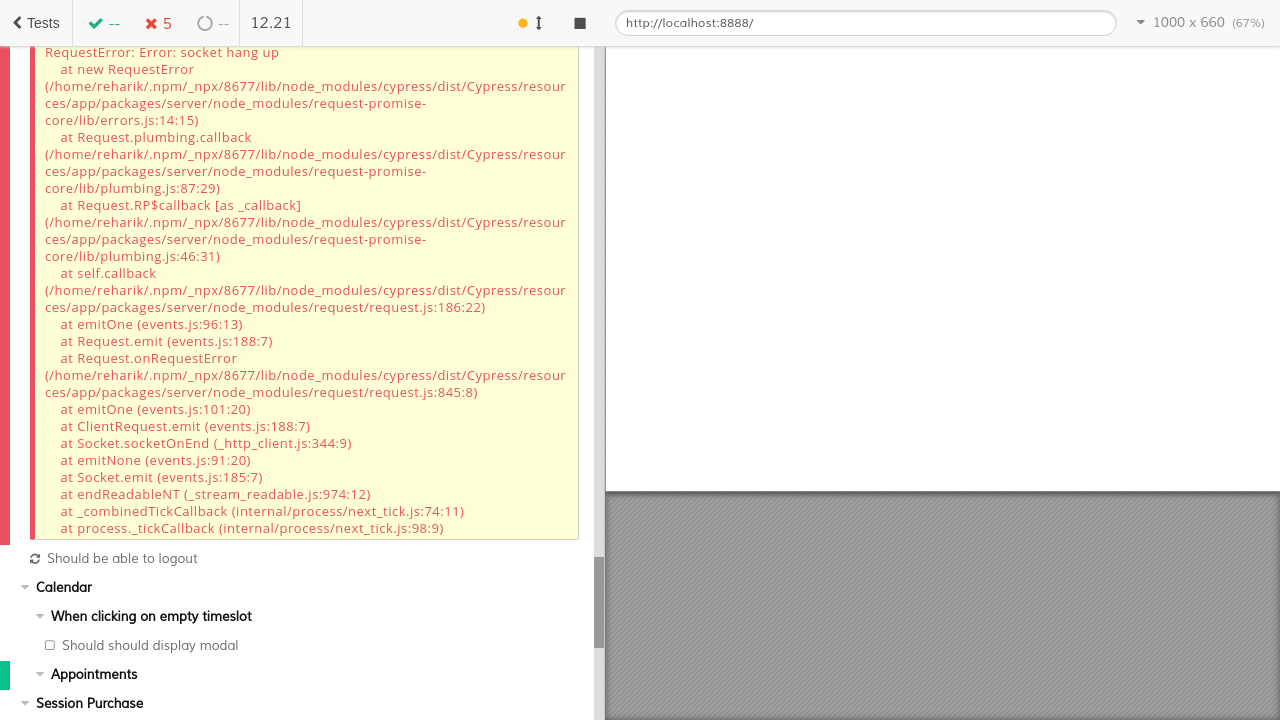 Tests -- 5 -- 12.21 http://localhost:8888/ 1000 x 660 (67%)
RequestError: Error: socket hang up
at new RequestError
(/home/reharik/.npm/_npx/8677/lib/node_modules/cypress/dist/Cypress/resour
ces/app/packages/server/node_modules/request-promise-
core/lib/errors.js:14:15)
at Request.plumbing.callback
(/home/reharik/.npm/_npx/8677/lib/node_modules/cypress/dist/Cypress/resour
ces/app/packages/server/node_modules/request-promise-
core/lib/plumbing.js:87:29)
at Request.RP$callback [as _callback]
(/home/reharik/.npm/_npx/8677/lib/node_modules/cypress/dist/Cypress/resour
ces/app/packages/server/node_modules/request-promise-
core/lib/plumbing.js:46:31)
at self.callback
(/home/reharik/.npm/_npx/8677/lib/node_modules/cypress/dist/Cypress/resour
ces/app/packages/server/node_modules/request/request.js:186:22)
at emitOne (events.js:96:13)
at Request.emit (events.js:188:7)
at Request.onRequestError
(/home/reharik/.npm/_npx/8677/lib/node_modules/cypress/dist/Cypress/resour
ces/app/packages/server/node_modules/request/request.js:845:8)
at emitOne (events.js:101:20)
at ClientRequest.emit (events.js:188:7)
at Socket.socketOnEnd (_http_client.js:344:9)
at emitNone (events.js:91:20)
at Socket.emit (events.js:185:7)
at endReadableNT (_stream_readable.js:974:12)
at _combinedTickCallback (internal/process/next_tick.js:74:11)
at process._tickCallback (internal/process/next_tick.js:98:9)
Should be able to logout
Calendar
When clicking on empty timeslot
Should should display modal
Appointments
Session Purchase